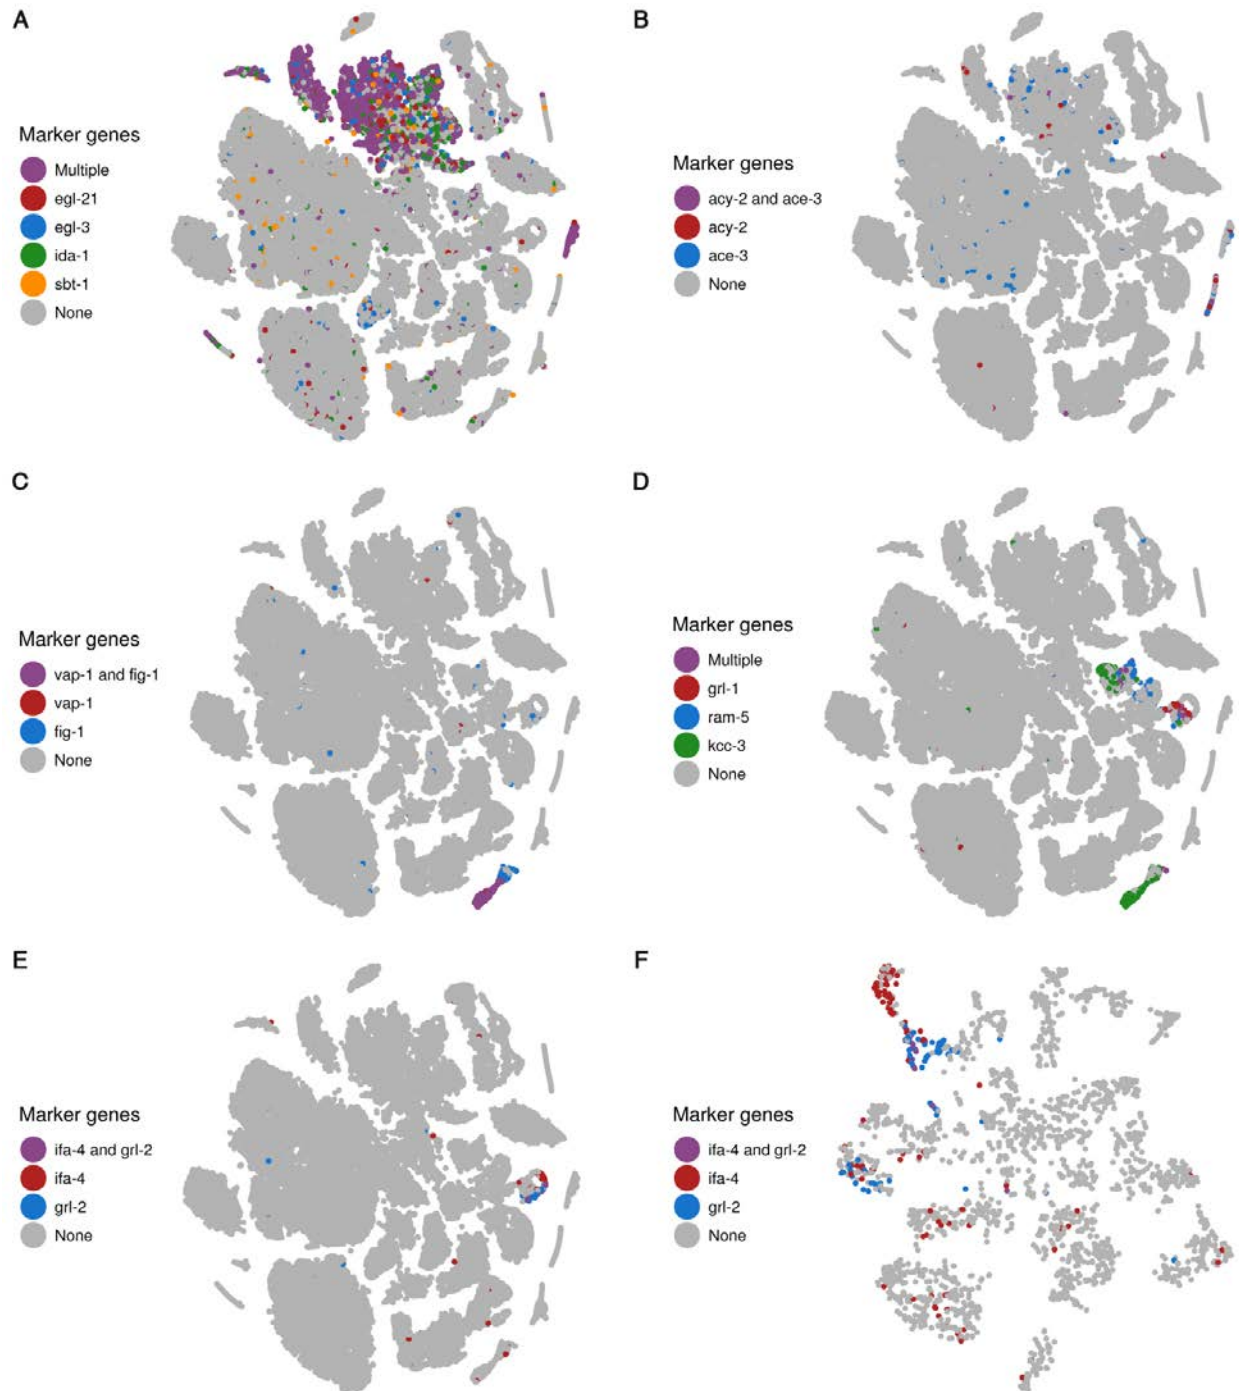 A
Marker genes
Multiple
egl-21
egl-3
ida-1
sbt-1
None
B
Marker genes
acy-2 and ace-3
acy-2
ace-3
None
C
Marker genes
vap-1 and fig-1
vap-1
fig-1
None
D
Marker genes
Multiple
grl-1
ram-5
kcc-3
None
E
Marker genes
ifa-4 and grl-2
ifa-4
grl-2
None
F
Marker genes
ifa-4 and grl-2
ifa-4
grl-2
None